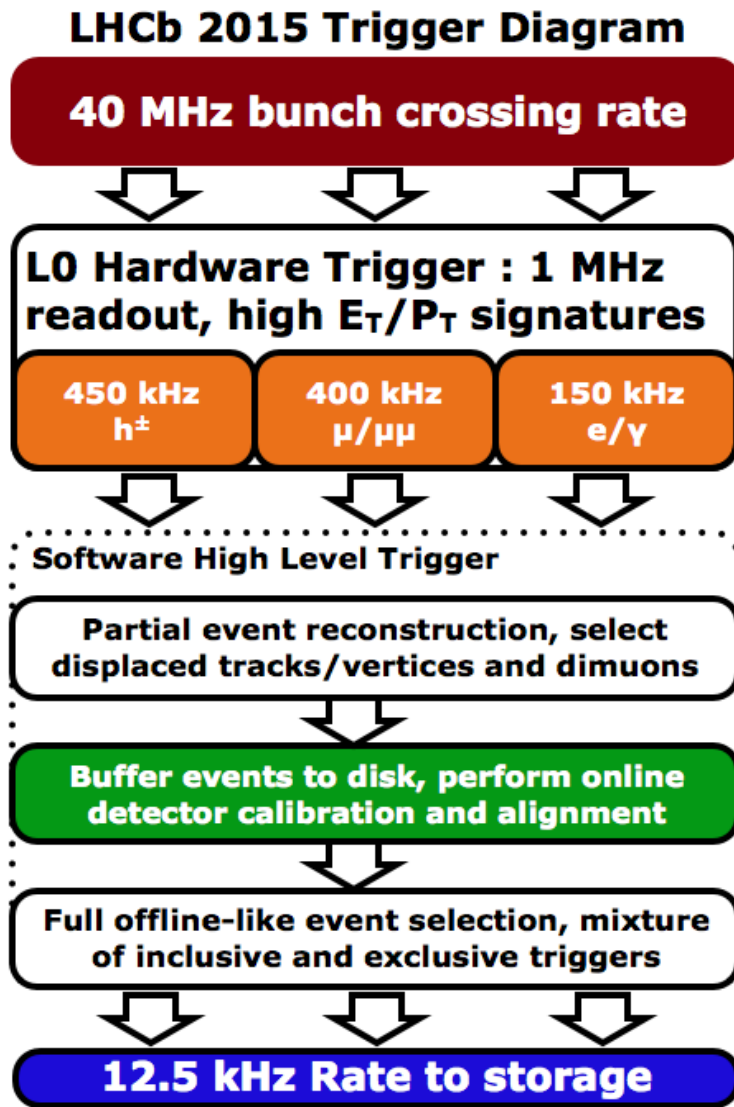 LHCb 2015 Trigger Diagram
40 MHz bunch crossing rate
L0 Hardware Trigger : 1 MHz
readout, high E_T/P_T signatures
450 kHz
h±
400 kHz
µ/µµ
150 kHz
e/γ
Software High Level Trigger
Partial event reconstruction, select
displaced tracks/vertices and dimuons
Buffer events to disk, perform online
detector calibration and alignment
Full offline-like event selection, mixture
of inclusive and exclusive triggers
12.5 kHz Rate to storage